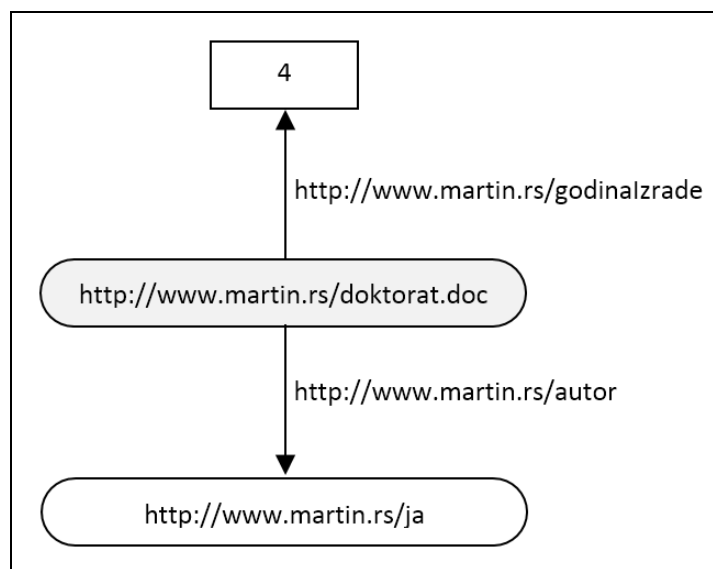 4
http://www.martin.rs/godinaIzrade
http://www.martin.rs/doktorat.doc
http://www.martin.rs/autor
http://www.martin.rs/ja